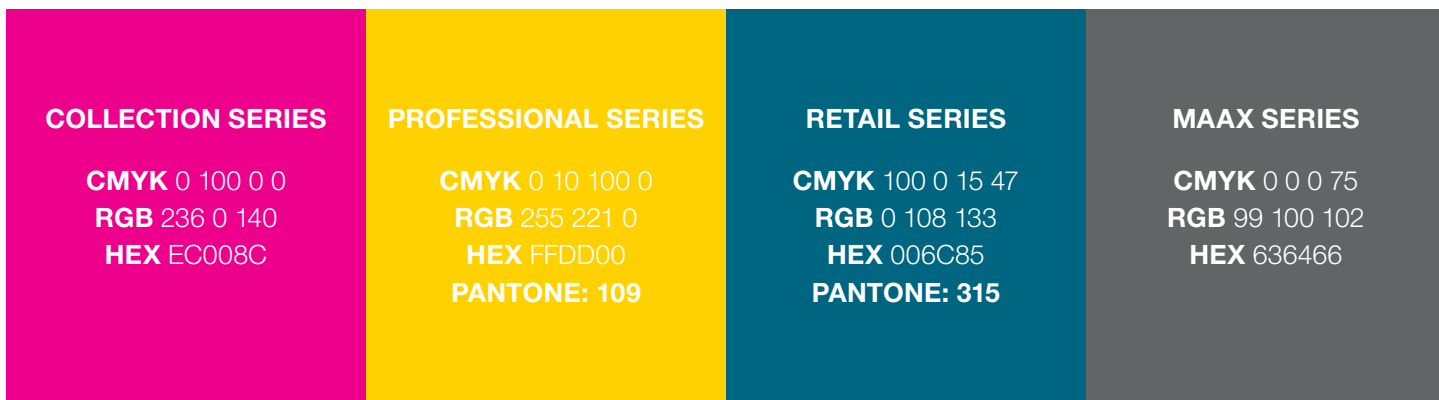 COLLECTION SERIES
CMYK 0 100 0 0
RGB 236 0 140
HEX EC008C
PROFESSIONAL SERIES
CMYK 0 10 100 0
RGB 255 221 0
HEX FFDD00
PANTONE: 109
RETAIL SERIES
CMYK 100 0 15 47
RGB 0 108 133
HEX 006C85
PANTONE: 315
MAAX SERIES
CMYK 0 0 0 75
RGB 99 100 102
HEX 636466